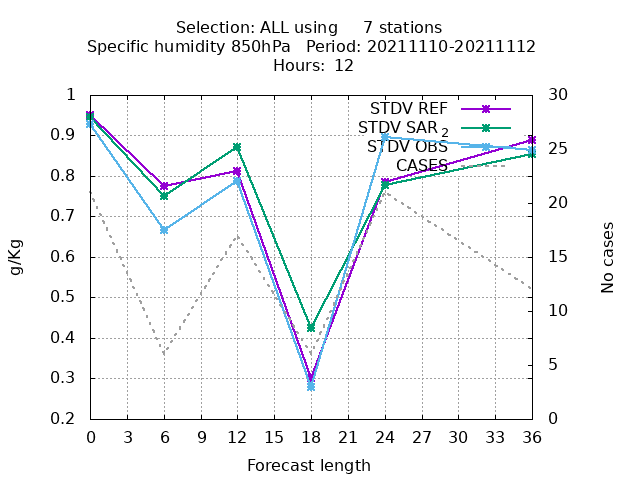 Selection: ALL using     7 stations
Specific humidity 850hPa   Period: 20211110-20211112
Hours: 12
STDV REF
STDV SAR 2
STDV OBS
CASES
g/Kg
1
0.9
0.8
0.7
0.6
0.5
0.4
0.3
0.2
30
25
20
15
10
5
0
No cases
0 3 6 9 12 15 18 21 24 27 30 33 36
Forecast length